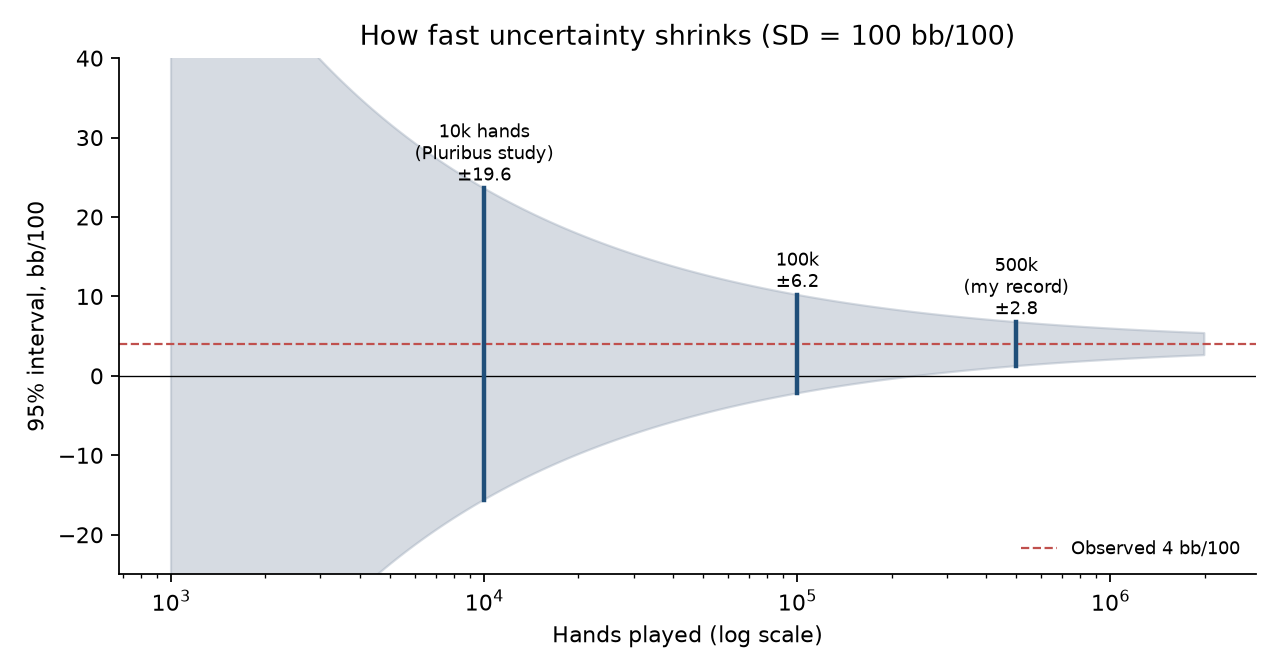 How fast uncertainty shrinks (SD = 100 bb/100)
95% interval, bb/100
40
30
20
10
0
−10
−20
10k hands
(Pluribus study)
±19.6
100k
±6.2
500k
(my record)
±2.8
Observed 4 bb/100
10³
10⁴
10⁵
10⁶
Hands played (log scale)